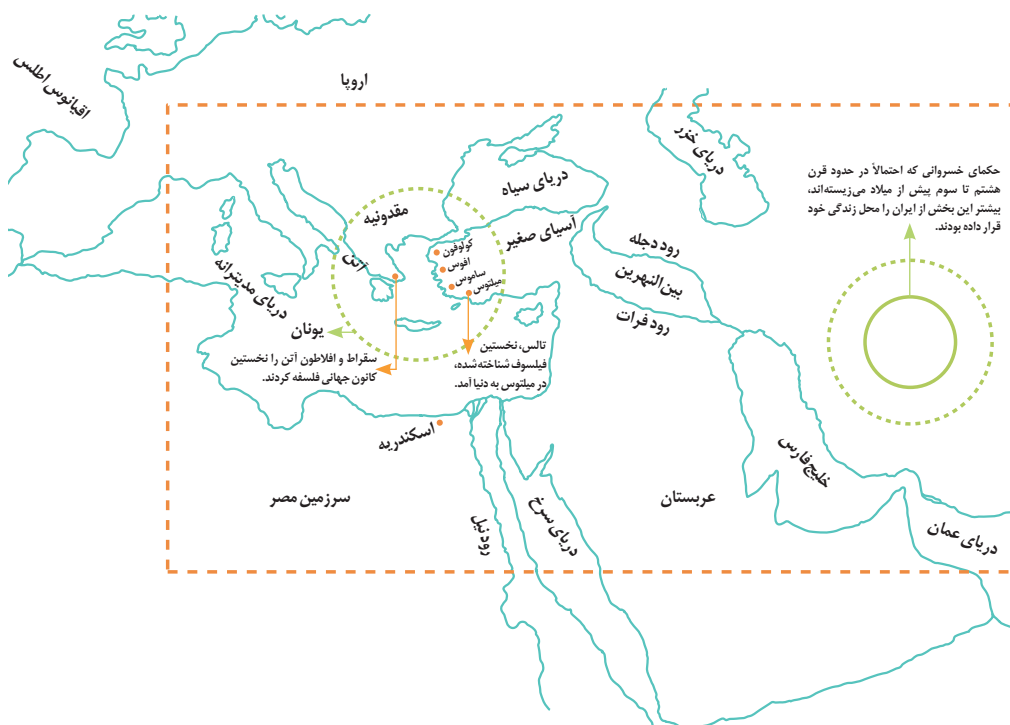 اروپا
اقیانوس اطلس
دریای خزر
حکمای خسروانی که احتمالاً در حدود قرن
هشتم تا سوم پیش از میلاد می‌زیسته‌اند،
بیشتر این بخش از ایران را محل زندگی خود
قرار داده بودند.
دریای سیاه
مقدونیه
آسیای صغیر
کولوفون
افوس
ساموس
میلتوس
آتن
رود دجله
بین‌النهرین
رود فرات
دریای مدیترانه
یونان
تالس، نخستین
فیلسوف شناخته‌شده،
در میلتوس به دنیا آمد.
سقراط و افلاطون آتن را نخستین
کانون جهانی فلسفه کردند.
اسکندریه
خلیج فارس
سرزمین مصر
عربستان
رود نیل
دریای سرخ
دریای عمان